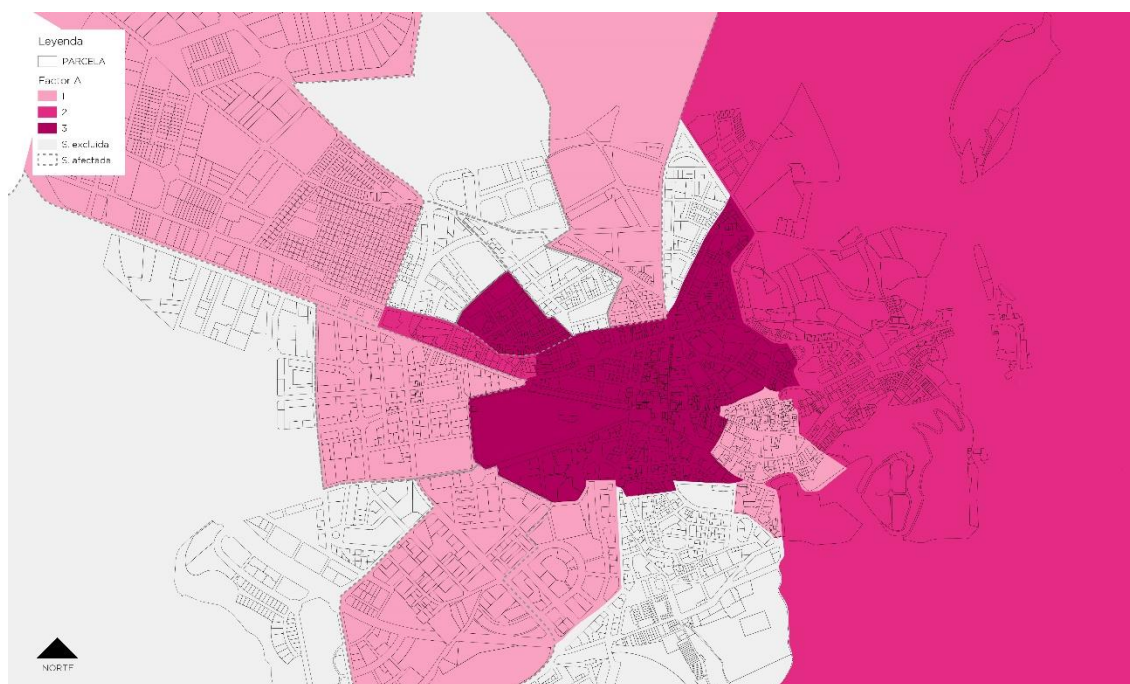 Leyenda
PARCELA
Factor A
1
2
3
S. excluida
S. afectada
NORTE